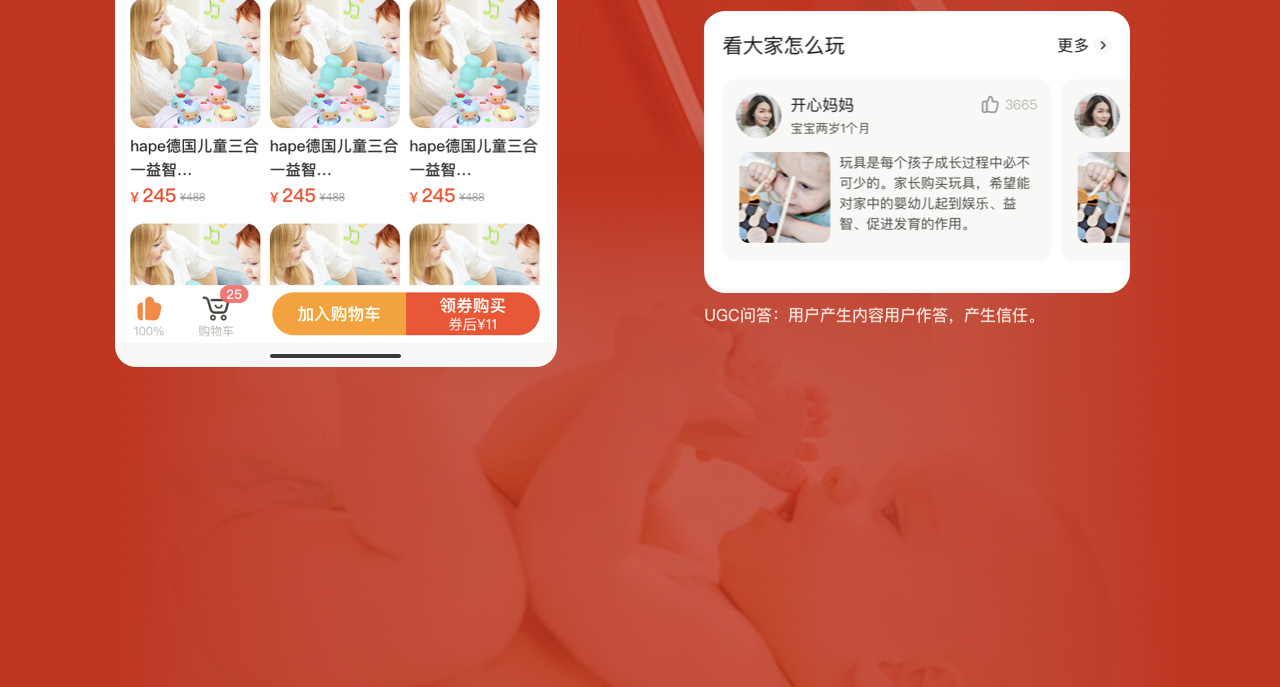 hape德国儿童三合一益智...
¥ 245 ¥488
hape德国儿童三合一益智...
¥ 245 ¥488
hape德国儿童三合一益智...
¥ 245 ¥488
100%
25
购物车
加入购物车
领券购买
券后¥11
看大家怎么玩
更多
开心妈妈
3665
宝宝两岁1个月
玩具是每个孩子成长过程中必不
可少的。家长购买玩具，希望能
对家中的婴幼儿起到娱乐、益
智、促进发育的作用。
UGC问答：用户产生内容用户作答，产生信任。